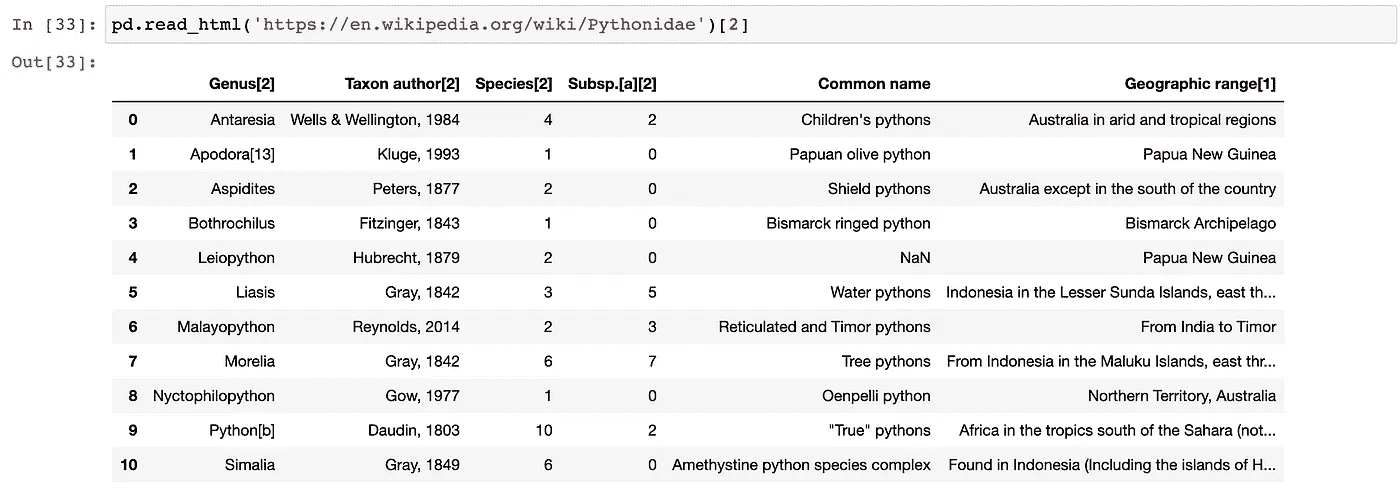 In [33]: pd.read_html('https://en.wikipedia.org/wiki/Pythonidae')[2]
Out[33]:
Genus[2] Taxon author[2] Species[2] Subsp.[a][2] Common name Geographic range[1]
0 Antaresia Wells & Wellington, 1984 4 2 Children's pythons Australia in arid and tropical regions
1 Apodora[13] Kluge, 1993 1 0 Papuan olive python Papua New Guinea
2 Aspidites Peters, 1877 2 0 Shield pythons Australia except in the south of the country
3 Bothrochilus Fitzinger, 1843 1 0 Bismarck ringed python Bismarck Archipelago
4 Leiopython Hubrecht, 1879 2 0 NaN Papua New Guinea
5 Liasis Gray, 1842 3 5 Water pythons Indonesia in the Lesser Sunda Islands, east th...
6 Malayopython Reynolds, 2014 2 3 Reticulated and Timor pythons From India to Timor
7 Morelia Gray, 1842 6 7 Tree pythons From Indonesia in the Maluku Islands, east thr...
8 Nyctophilopython Gow, 1977 1 0 Oenpelli python Northern Territory, Australia
9 Python[b] Daudin, 1803 10 2 "True" pythons Africa in the tropics south of the Sahara (not...
10 Simalia Gray, 1849 6 0 Amethystine python species complex Found in Indonesia (Including the islands of H...